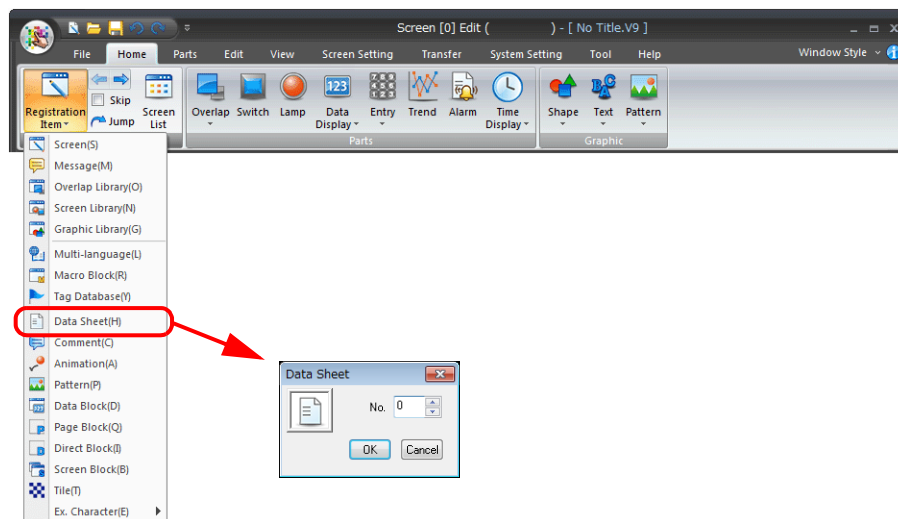 Screen [0] Edit ( ) - [ No Title.V9 ]
File Home Parts Edit View Screen Setting Transfer System Setting Tool Help Window Style
Registration Item
Skip
Jump
Screen List
Overlap Switch Lamp Data Display Entry Trend Alarm Time Display Shape Text Pattern
Parts Graphic
Screen(S)
Message(M)
Overlap Library(O)
Screen Library(N)
Graphic Library(G)
Multi-language(L)
Macro Block(R)
Tag Database(Y)
Data Sheet(H)
Comment(C)
Animation(A)
Pattern(P)
Data Block(D)
Page Block(Q)
Direct Block(I)
Screen Block(B)
Tile(T)
Ex. Character(E)
Data Sheet
No. 0
OK Cancel